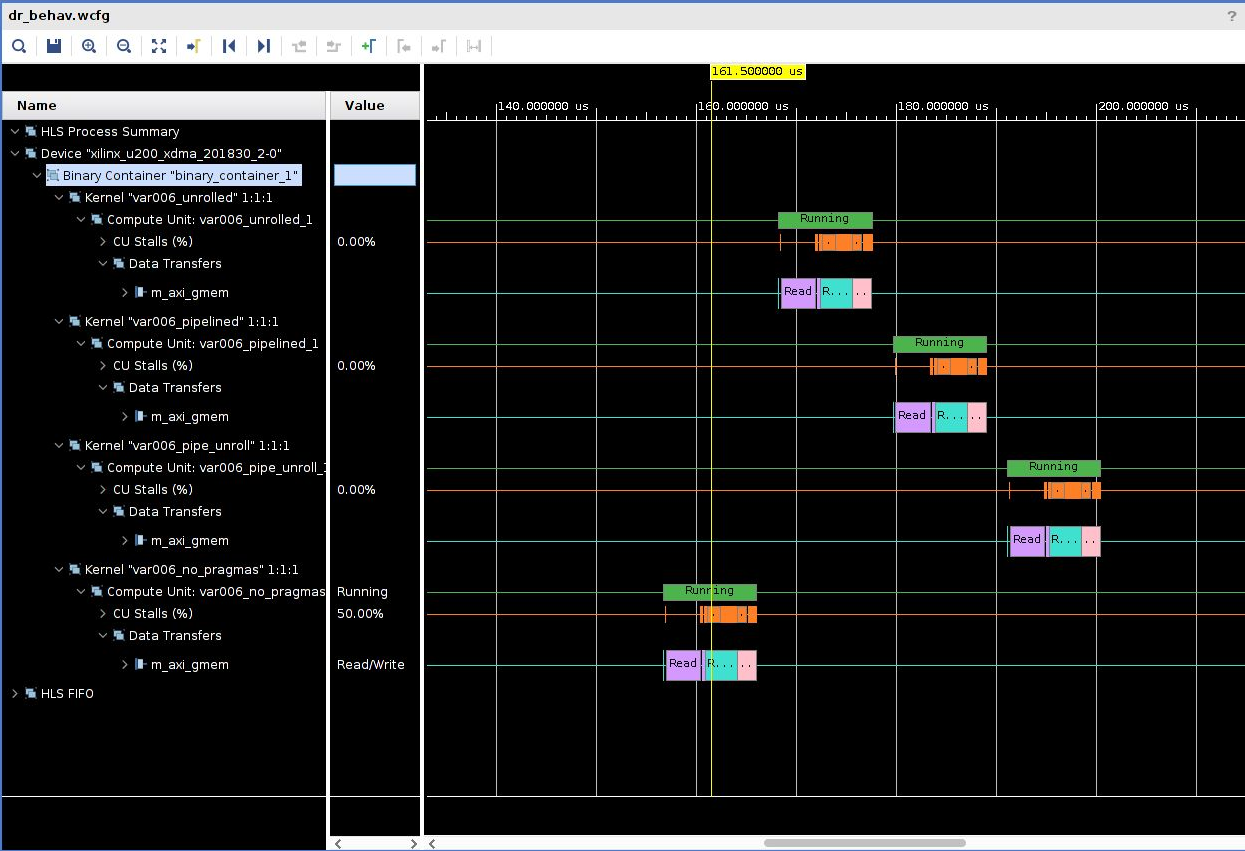 dr_behav.wcfg
?
161.500000 us
Name Value 140.000000 us 160.000000 us 180.000000 us 200.000000 us
HLS Process Summary
Device "xilinx_u200_xdma_201830_2-0"
Binary Container "binary_container_1"
Kernel "var006_unrolled" 1:1:1
Compute Unit: var006_unrolled_1 Running
CU Stalls (%) 0.00%
Data Transfers
m_axi_gmem Read R... ..
Kernel "var006_pipelined" 1:1:1
Compute Unit: var006_pipelined_1 Running
CU Stalls (%) 0.00%
Data Transfers
m_axi_gmem Read R... ..
Kernel "var006_pipe_unroll" 1:1:1
Compute Unit: var006_pipe_unroll_1 Running
CU Stalls (%) 0.00%
Data Transfers
m_axi_gmem Read R... ..
Kernel "var006_no_pragmas" 1:1:1
Compute Unit: var006_no_pragmas Running Running
CU Stalls (%) 50.00%
Data Transfers
m_axi_gmem Read/Write Read R... ..
HLS FIFO